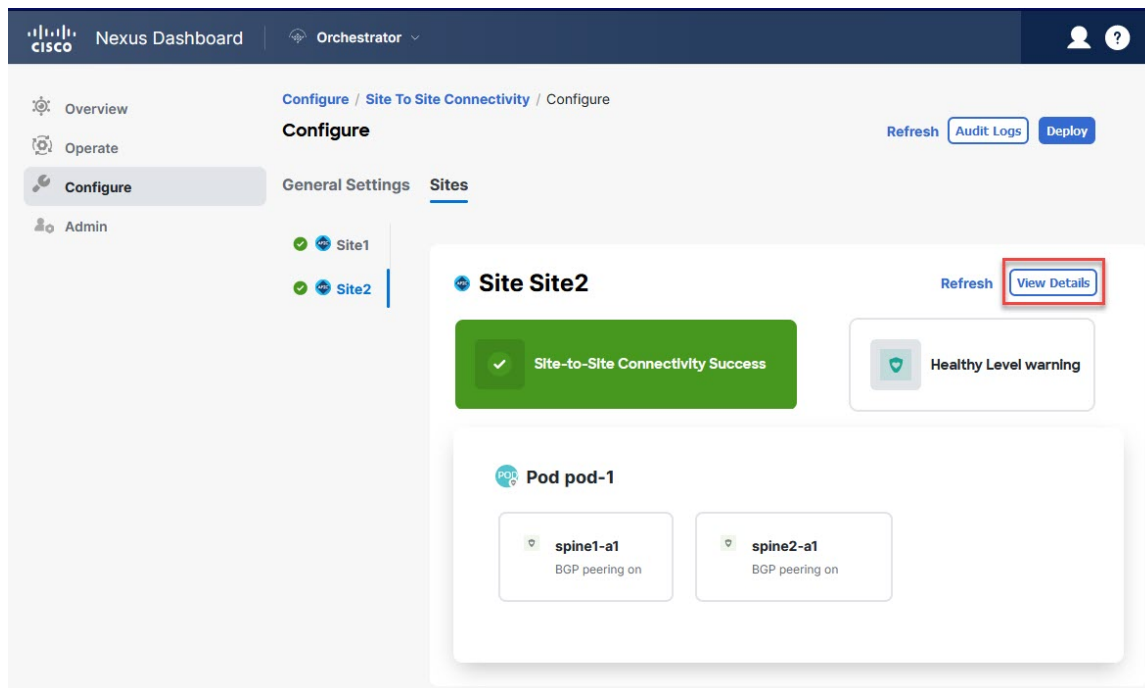 CISCO
Nexus Dashboard
Orchestrator
?
Overview
Operate
Configure
Admin
Configure / Site To Site Connectivity / Configure
Configure
Refresh
Audit Logs
Deploy
General Settings
Sites
Site1
Site2
Site Site2
Refresh
View Details
Site-to-Site Connectivity Success
Healthy Level warning
POD
Pod pod-1
spine1-a1
BGP peering on
spine2-a1
BGP peering on